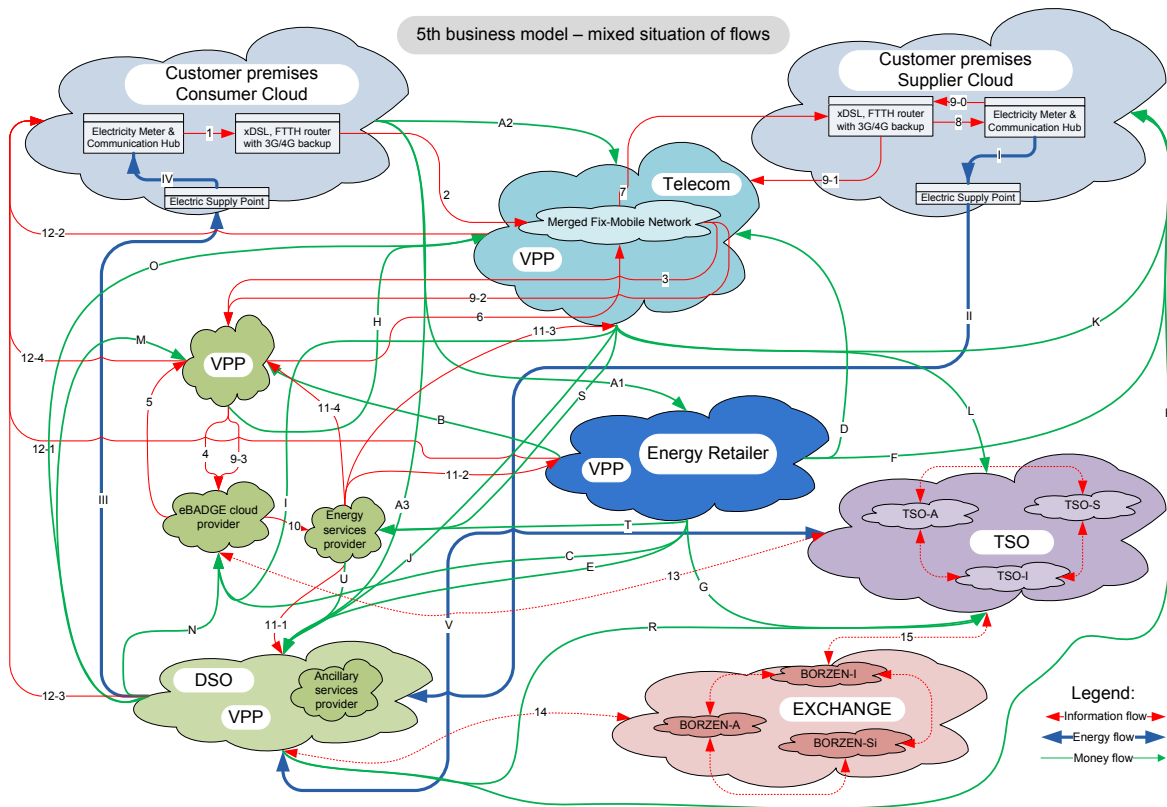 5th business model – mixed situation of flows
Customer premises
Consumer Cloud
Electricity Meter &
Communication Hub
1
xDSL, FTTH router
with 3G/4G backup
IV
Electric Supply Point
A2
2
Customer premises
Supplier Cloud
xDSL, FTTH router
with 3G/4G backup
9-0
8
Electricity Meter &
Communication Hub
I
Electric Supply Point
7
Telecom
9-1
Merged Fix-Mobile Network
VPP
12-2
O
3
9-2
6
H
11-3
II
K
M
VPP
12-4
5
11-4
B
S
A1
L
D
12-1
4
9-3
11-2
VPP
Energy Retailer
F
III
eBADGE cloud
provider
10
I
Energy
services
provider
A3
T
TSO-A
TSO-S
TSO
TSO-I
U
J
C
E
13
G
N
11-1
V
R
15
12-3
DSO
VPP
Ancillary
services
provider
14
BORZEN-I
EXCHANGE
BORZEN-A
BORZEN-Si
Legend:
Information flow
Energy flow
Money flow